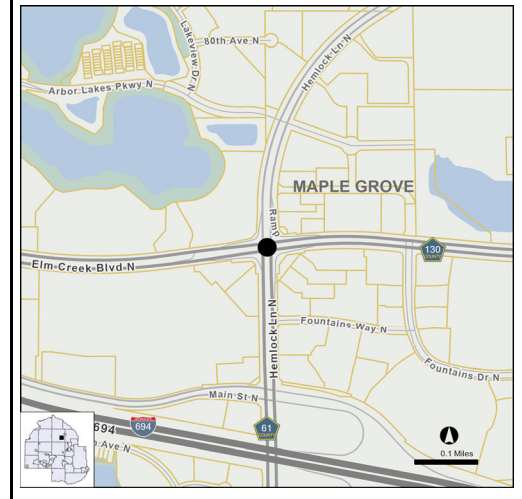 80th Ave N
Lakeview Dr N
Hemlock Ln N
Arbor Lakes Pkwy N
MAPLE GROVE
Ramp
130
COUNTY
Elm Creek Blvd N
Hemlock Ln N
Fountains Way N
Fountains Dr N
Main St N
61
COUNTY
694
INTERSTATE
694
h Ave N
0.1 Miles